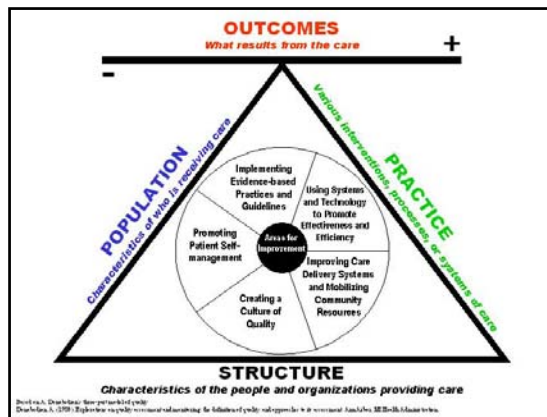 OUTCOMES
What results from the care
-
+
POPULATION
Characteristics of who is receiving care
PRACTICE
Various interventions, processes, or systems of care
Implementing
Evidence-based
Practices and
Guidelines
Using Systems
and Technology
to Promote
Effectiveness and
Efficiency
Promoting
Patient Self-
management
Areas for
Improvement
Improving Care
Delivery Systems
and Mobilizing
Community
Resources
Creating a
Culture of
Quality
STRUCTURE
Characteristics of the people and organizations providing care